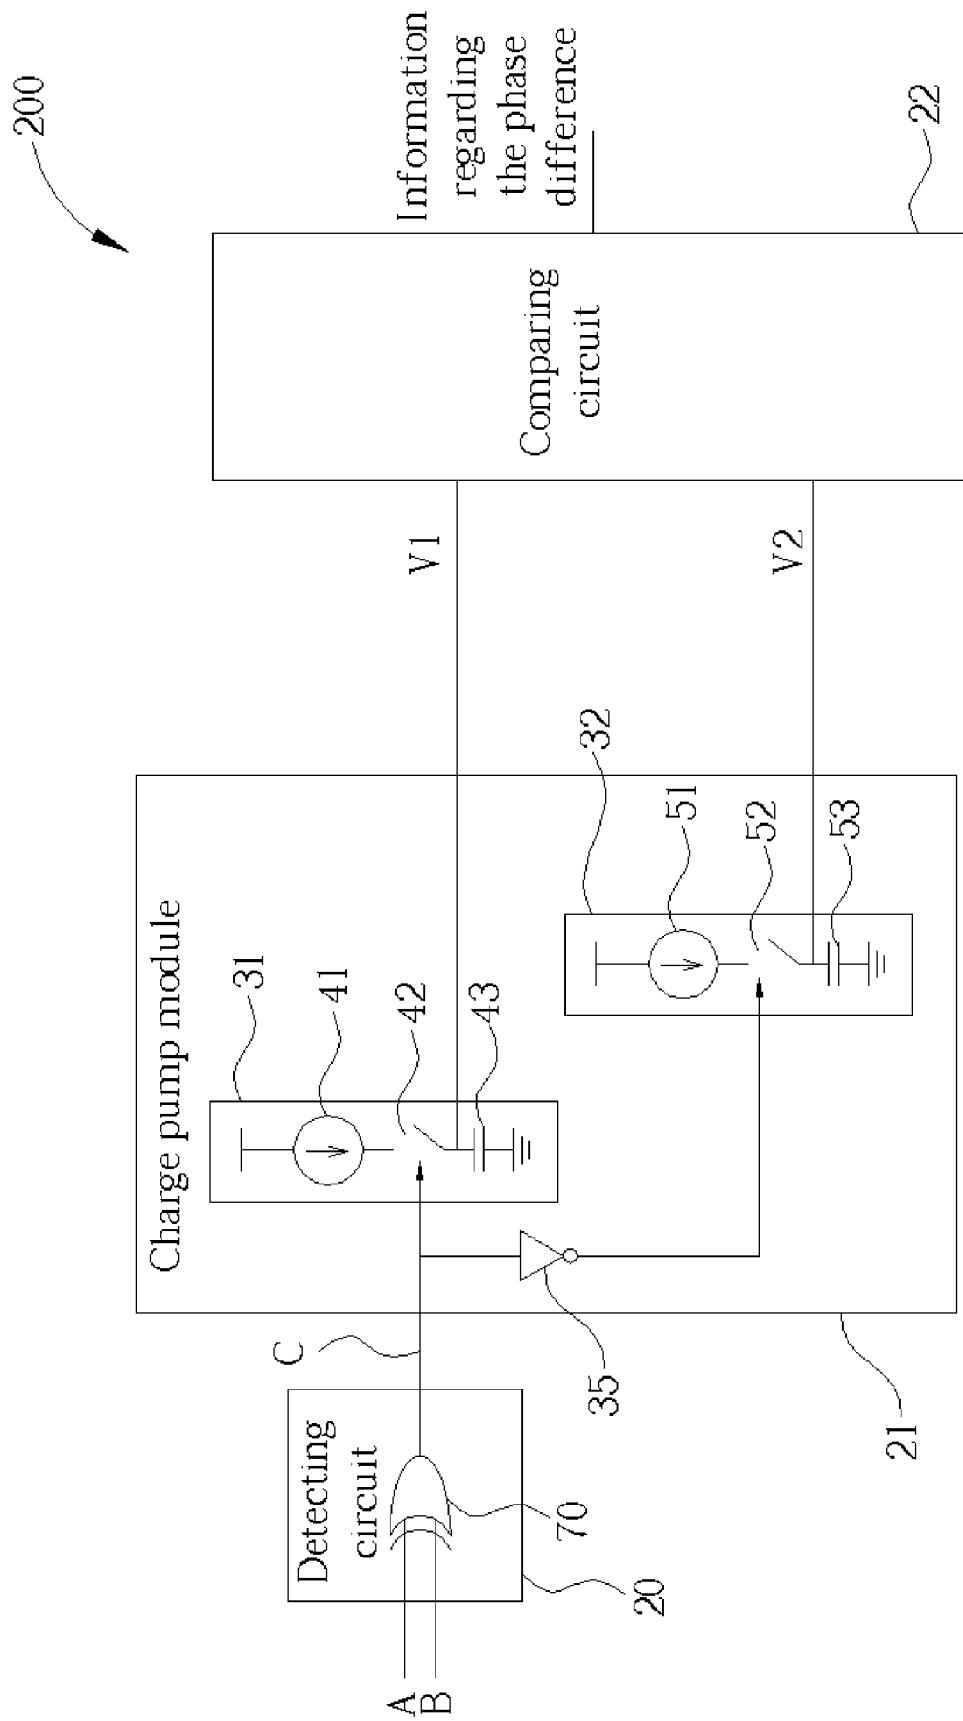 200
Information
regarding
the phase
difference
Comparing
circuit
22
V1
V2
Charge pump module
31
41
42
43
32
51
52
53
35
21
C
Detecting
circuit
70
20
A
B